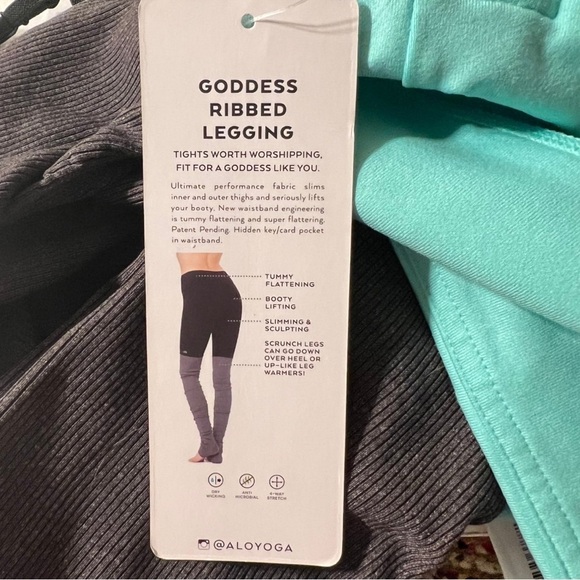 GODDESS
RIBBED
LEGGING
TIGHTS WORTH WORSHIPPING,
FIT FOR A GODDESS LIKE YOU.
Ultimate performance fabric slims
inner and outer thighs and seriously lifts
your booty. New waistband engineering
is tummy flattening and super flattering.
Patent Pending. Hidden key/card pocket
in waistband.
TUMMY
FLATTENING
BOOTY
LIFTING
SLIMMING &
SCULPTING
SCRUNCH LEGS
CAN GO DOWN
OVER HEEL OR
UP-LIKE LEG
WARMERS!
DRY
WICKING
ANTI
MICROBIAL
4-WAY
STRETCH
@ALOYOGA